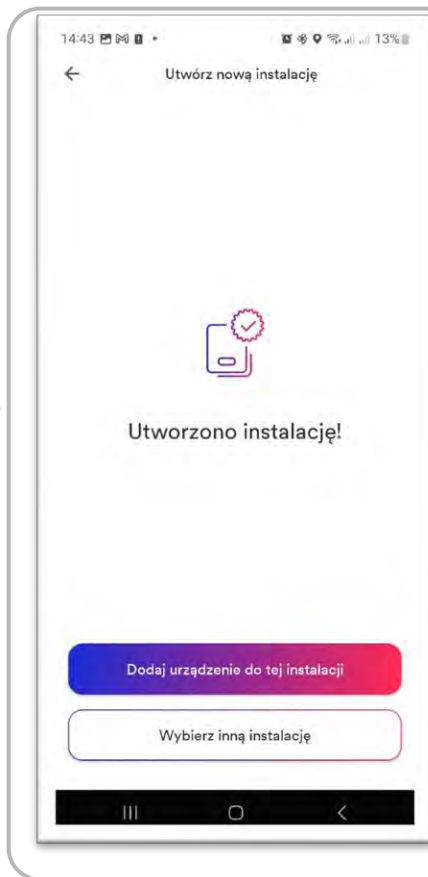 14:43
13%
Utwórz nową instalację
Utworzono instalację!
Dodaj urządzenie do tej instalacji
Wybierz inną instalację